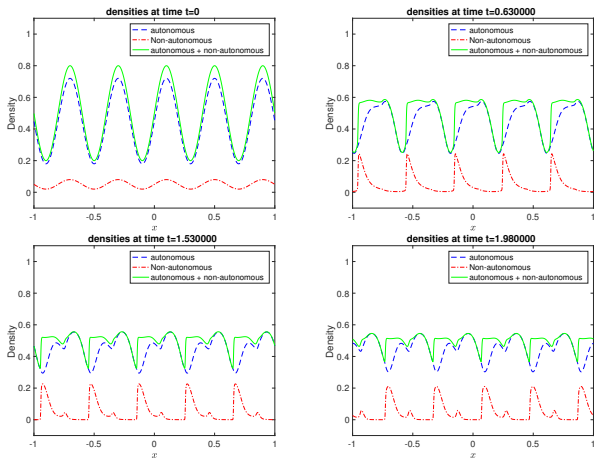 densities at time t=0
autonomous
Non-autonomous
autonomous + non-autonomous
Density
1
0.8
0.6
0.4
0.2
0
-1
-0.5
0
0.5
1
x
densities at time t=0.630000
autonomous
Non-autonomous
autonomous + non-autonomous
Density
1
0.8
0.6
0.4
0.2
0
-1
-0.5
0
0.5
1
x
densities at time t=1.530000
autonomous
Non-autonomous
autonomous + non-autonomous
Density
1
0.8
0.6
0.4
0.2
0
-1
-0.5
0
0.5
1
x
densities at time t=1.980000
autonomous
Non-autonomous
autonomous + non-autonomous
Density
1
0.8
0.6
0.4
0.2
0
-1
-0.5
0
0.5
1
x